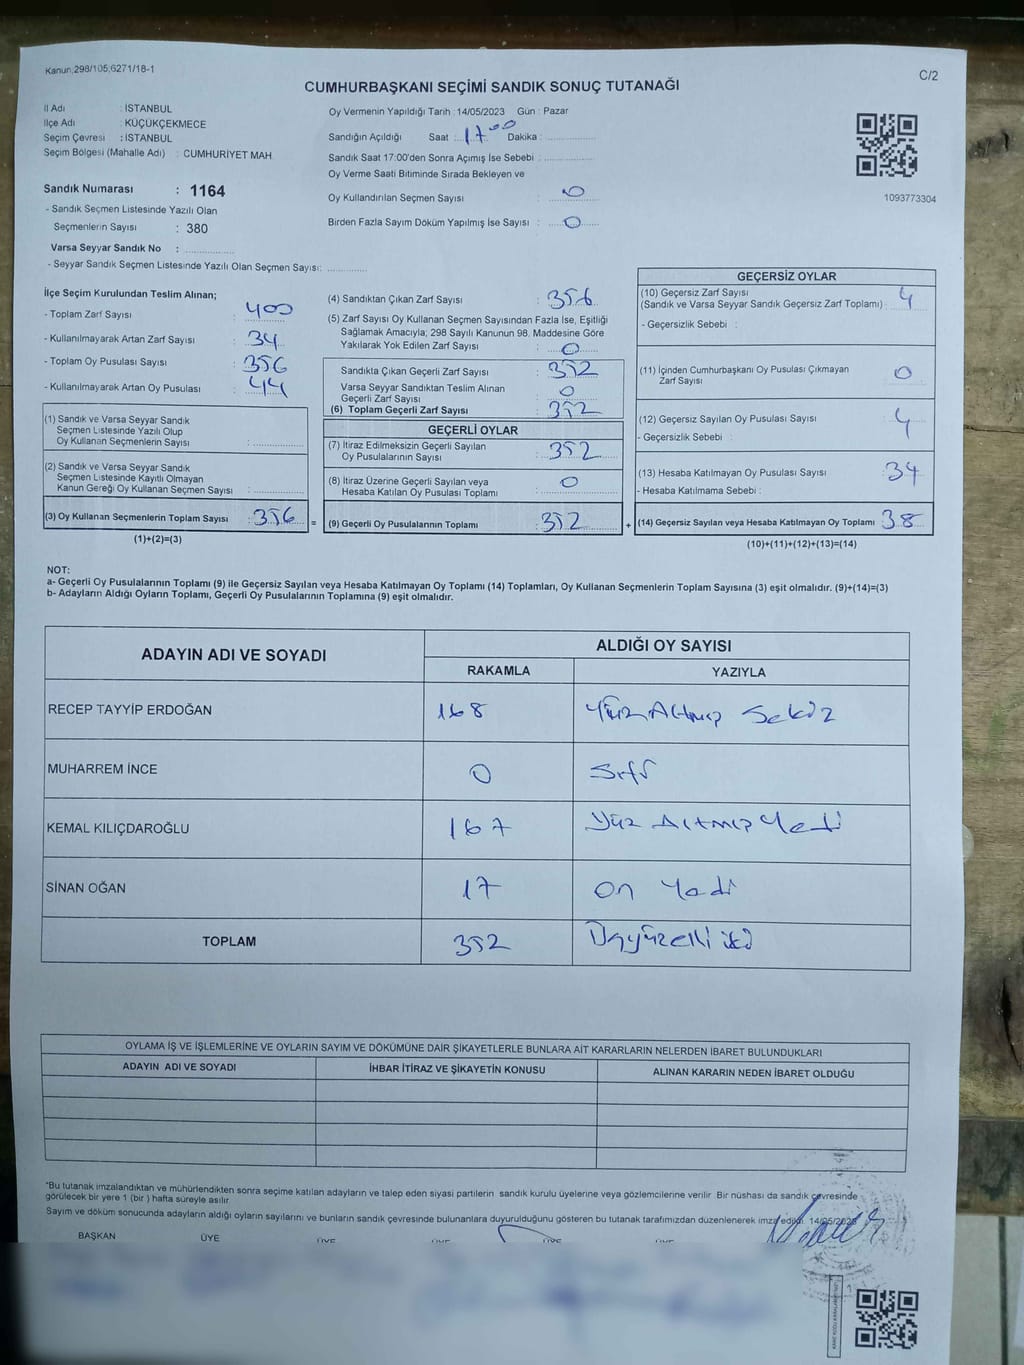 Kanun,298/105;6271/18-1
C/2
CUMHURBAŞKANI SEÇİMİ SANDIK SONUÇ TUTANAĞI
İl Adı : İSTANBUL
İlçe Adı : KÜÇÜKÇEKMECE
Seçim Çevresi : İSTANBUL
Seçim Bölgesi (Mahalle Adı) : CUMHURİYET MAH.
Sandık Numarası : 1164
- Sandık Seçmen Listesinde Yazılı Olan
Seçmenlerin Sayısı : 380
Varsa Seyyar Sandık No : ..............
- Seyyar Sandık Seçmen Listesinde Yazılı Olan Seçmen Sayısı: ............
Oy Vermenin Yapıldığı Tarih : 14/05/2023 Gün : Pazar
Sandığın Açıldığı Saat : 17 00 Dakika : ..............
Sandık Saat 17:00'den Sonra Açımış İse Sebebi : ..............
Oy Verme Saati Bitiminde Sırada Bekleyen ve
Oy Kullandırılan Seçmen Sayısı : 0
Birden Fazla Sayım Döküm Yapılmış İse Sayısı : 0
1093773304
İlçe Seçim Kurulundan Teslim Alınan;
- Toplam Zarf Sayısı : 400
- Kullanılmayarak Artan Zarf Sayısı : 34
- Toplam Oy Pusulası Sayısı : 356
- Kullanılmayarak Artan Oy Pusulası : 44
(1) Sandık ve Varsa Seyyar Sandık
Seçmen Listesinde Yazılı Olup
Oy Kullanan Seçmenlerin Sayısı : ..............
(2) Sandık ve Varsa Seyyar Sandık
Seçmen Listesinde Kayıtlı Olmayan
Kanun Gereği Oy Kullanan Seçmen Sayısı : ..............
(3) Oy Kullanan Seçmenlerin Toplam Sayısı : 356 =
(1)+(2)=(3)
(4) Sandıktan Çıkan Zarf Sayısı : 356
(5) Zarf Sayısı Oy Kullanan Seçmen Sayısından Fazla İse, Eşitliği
Sağlamak Amacıyla; 298 Sayılı Kanunun 98. Maddesine Göre
Yakılarak Yok Edilen Zarf Sayısı : 0
Sandıkta Çıkan Geçerli Zarf Sayısı : 352
Varsa Seyyar Sandıktan Teslim Alınan
Geçerli Zarf Sayısı : 0
(6) Toplam Geçerli Zarf Sayısı : 352
GEÇERLİ OYLAR
(7) İtiraz Edilmeksizin Geçerli Sayılan
Oy Pusulalarının Sayısı : 352
(8) İtiraz Üzerine Geçerli Sayılan veya
Hesaba Katılan Oy Pusulası Toplamı : 0
(9) Geçerli Oy Pusulalarının Toplamı : 352 +
GEÇERSİZ OYLAR
(10) Geçersiz Zarf Sayısı
(Sandık ve Varsa Seyyar Sandık Geçersiz Zarf Toplamı) : 4
- Geçersizlik Sebebi :
(11) İçinden Cumhurbaşkanı Oy Pusulası Çıkmayan
Zarf Sayısı : 0
(12) Geçersiz Sayılan Oy Pusulası Sayısı : 4
- Geçersizlik Sebebi :
(13) Hesaba Katılmayan Oy Pusulası Sayısı : 34
- Hesaba Katılmama Sebebi :
(14) Geçersiz Sayılan veya Hesaba Katılmayan Oy Toplamı : 38
(10)+(11)+(12)+(13)=(14)
NOT:
a- Geçerli Oy Pusulalarının Toplamı (9) ile Geçersiz Sayılan veya Hesaba Katılmayan Oy Toplamı (14) Toplamları, Oy Kullanan Seçmenlerin Toplam Sayısına (3) eşit olmalıdır. (9)+(14)=(3)
b- Adayların Aldığı Oyların Toplamı, Geçerli Oy Pusulalarının Toplamına (9) eşit olmalıdır.
ADAYIN ADI VE SOYADI
ALDIĞI OY SAYISI
RAKAMLA YAZIYLA
RECEP TAYYİP ERDOĞAN 168 Yüz Altmış Sekiz
MUHARREM İNCE 0 Sıfır
KEMAL KILIÇDAROĞLU 167 Yüz Altmış Yedi
SİNAN OĞAN 17 On Yedi
TOPLAM 352 Üçyüzelli iki
OYLAMA İŞ VE İŞLEMLERİNE VE OYLARIN SAYIM VE DÖKÜMÜNE DAİR ŞİKAYETLERLE BUNLARA AİT KARARLARIN NELERDEN İBARET BULUNDUKLARI
ADAYIN ADI VE SOYADI İHBAR İTİRAZ VE ŞİKAYETİN KONUSU ALINAN KARARIN NEDEN İBARET OLDUĞU
*Bu tutanak imzalandıktan ve mühürlendikten sonra seçime katılan adayların ve talep eden siyasi partilerin sandık kurulu üyelerine veya gözlemcilerine verilir. Bir nüshası da sandık çevresinde
görülecek bir yere 1 (bir) hafta süreyle asılır.
Sayım ve döküm sonucunda adayların aldığı oyların sayılarını ve bunların sandık çevresinde bulunanlara duyurulduğunu gösteren bu tutanak tarafımızdan düzenlenerek imza edildi. 14/05/2023
BAŞKAN ÜYE ÜYE ÜYE ÜYE ÜYE